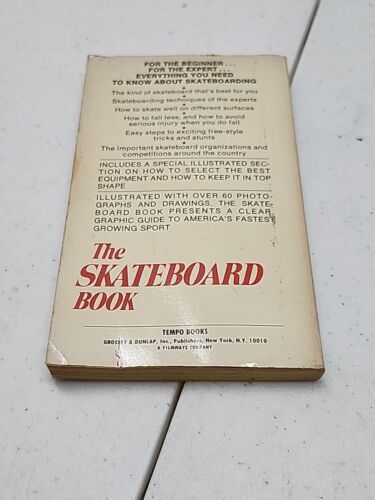 FOR THE BEGINNER...
FOR THE EXPERT...
EVERYTHING YOU NEED
TO KNOW ABOUT SKATEBOARDING
•
The kind of skateboard that's best for you
•
Skateboarding techniques of the experts
•
How to skate well on different surfaces
•
How to fall less, and how to avoid
serious injury when you do fall
•
Easy steps to exciting free-style
tricks and stunts
•
The important skateboard organizations and
competitions around the country
INCLUDES A SPECIAL ILLUSTRATED SEC-
TION ON HOW TO SELECT THE BEST
EQUIPMENT AND HOW TO KEEP IT IN TOP
SHAPE
ILLUSTRATED WITH OVER 60 PHOTO-
GRAPHS AND DRAWINGS, THE SKATE-
BOARD BOOK PRESENTS A CLEAR
GRAPHIC GUIDE TO AMERICA'S FASTEST
GROWING SPORT
The
SKATEBOARD
BOOK
TEMPO BOOKS
GROSSET & DUNLAP, Inc., Publishers, New York, N.Y. 10010
A FILMWAYS COMPANY